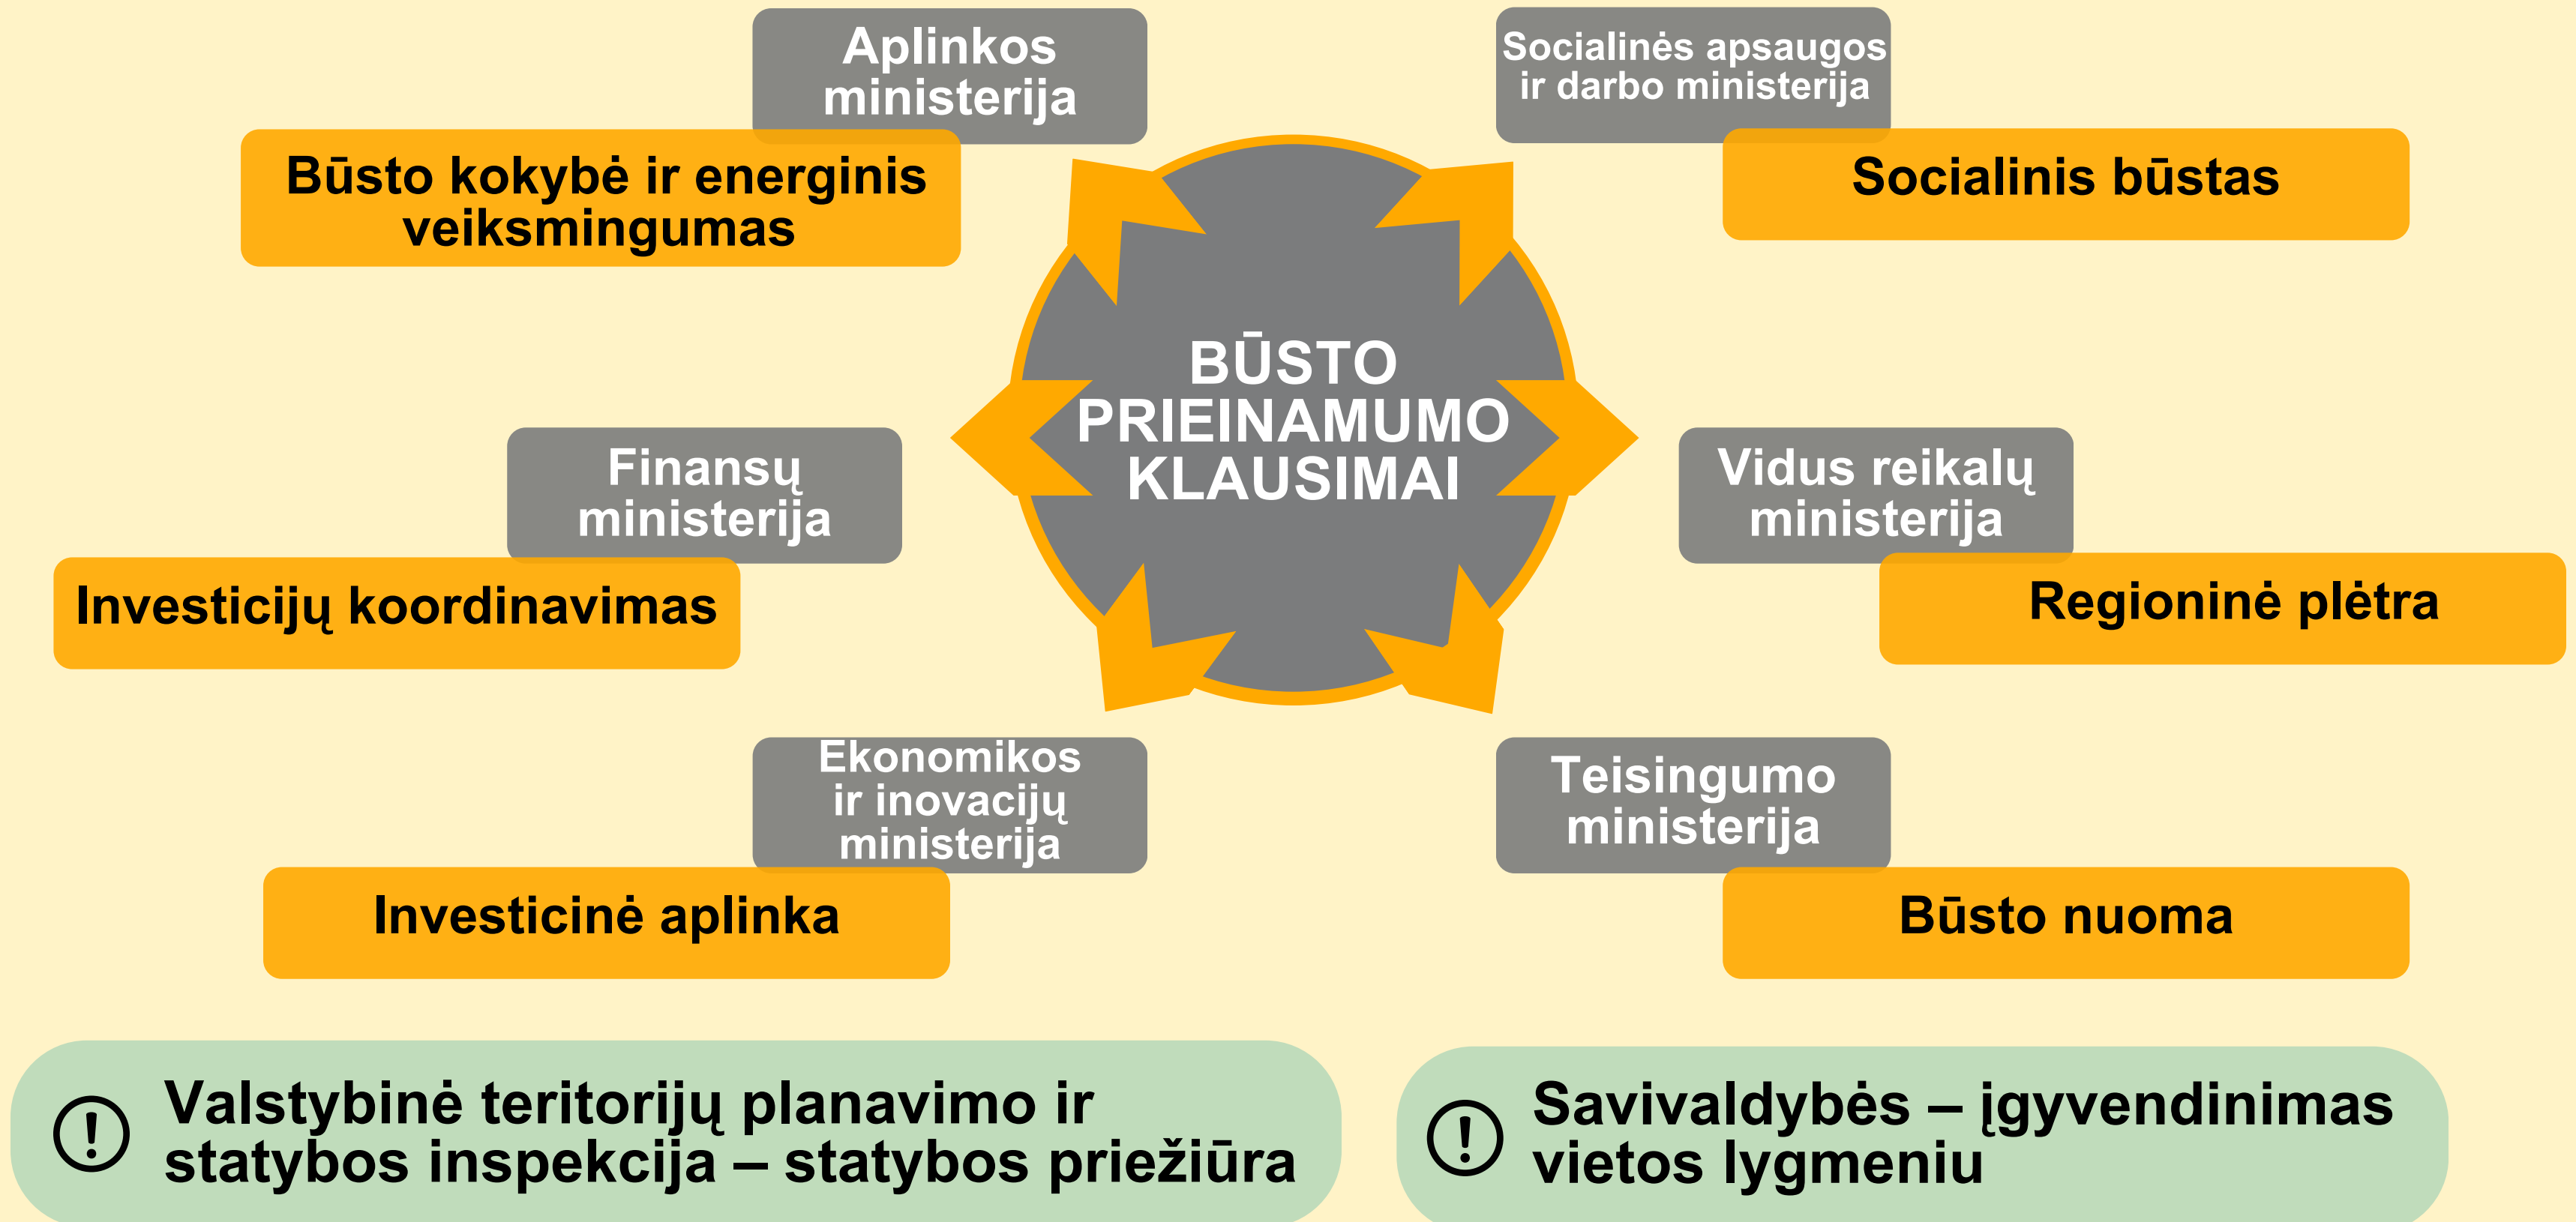 Aplinkos
ministerija
Būsto kokybė ir energinis
veiksmingumas
Socialinės apsaugos
ir darbo ministerija
Socialinis būstas
BŪSTO
PRIEINAMUMO
KLAUSIMAI
Finansų
ministerija
Investicijų koordinavimas
Vidus reikalų
ministerija
Regioninė plėtra
Ekonomikos
ir inovacijų
ministerija
Investicinė aplinka
Teisingumo
ministerija
Būsto nuoma
! Valstybinė teritorijų planavimo ir
statybos inspekcija – statybos priežiūra
! Savivaldybės – įgyvendinimas
vietos lygmeniu